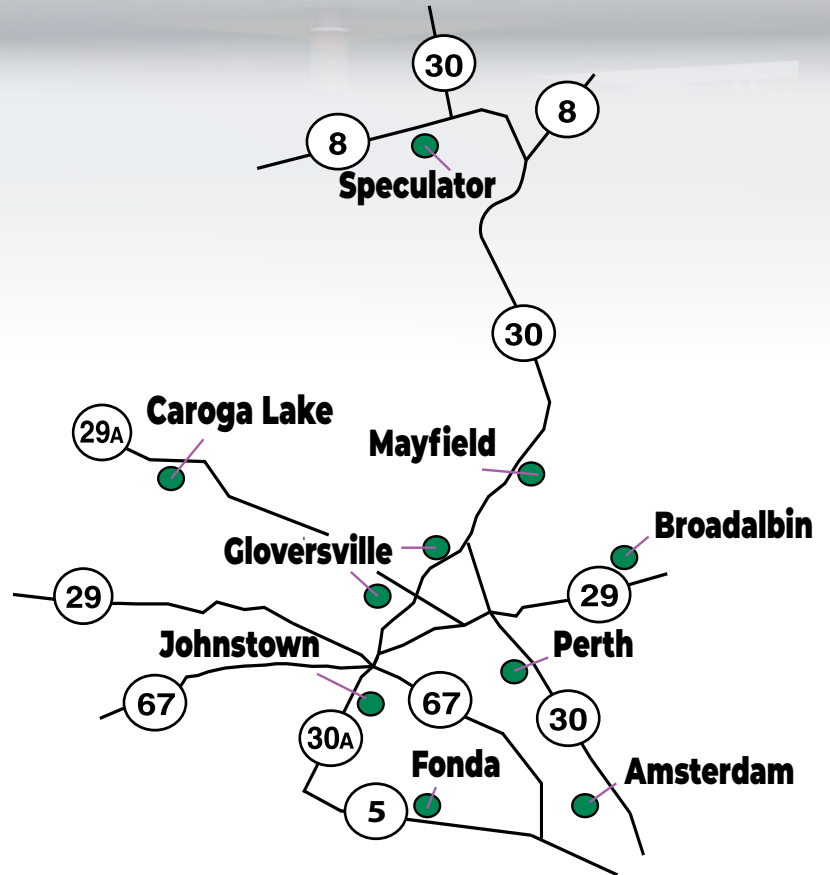 30
8
8
Speculator
30
Caroga Lake
29A
Mayfield
Broadalbin
Gloversville
29
29
Johnstown
Perth
67
67
30
30A
Fonda
Amsterdam
5